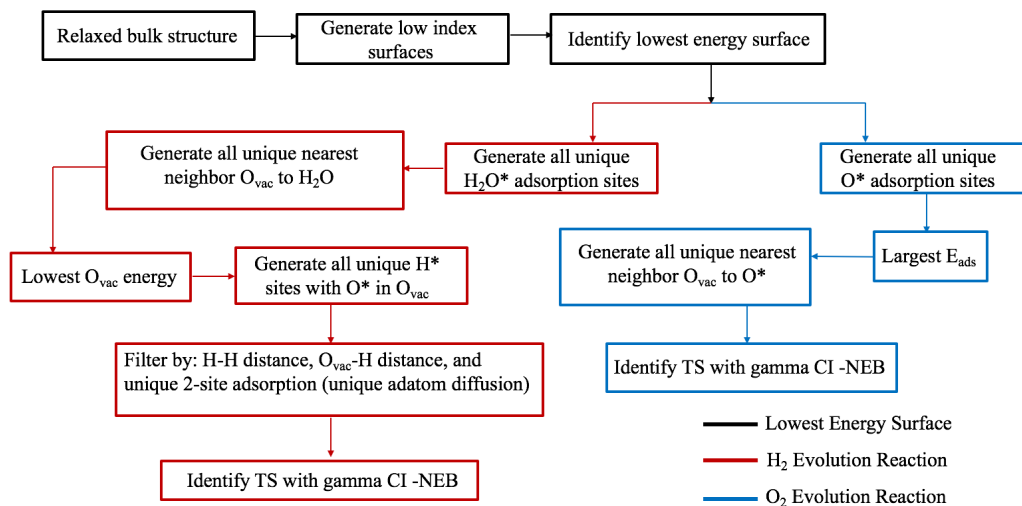 Relaxed bulk structure
Generate low index
surfaces
Identify lowest energy surface
Generate all unique nearest
neighbor Ovac to H2O
Generate all unique
H2O* adsorption sites
Generate all unique
O* adsorption sites
Lowest Ovac energy
Generate all unique H*
sites with O* in Ovac
Generate all unique nearest
neighbor Ovac to O*
Largest Eads
Filter by: H-H distance, Ovac-H distance, and
unique 2-site adsorption (unique adatom diffusion)
Identify TS with gamma CI -NEB
Identify TS with gamma CI -NEB
Lowest Energy Surface
H2 Evolution Reaction
O2 Evolution Reaction